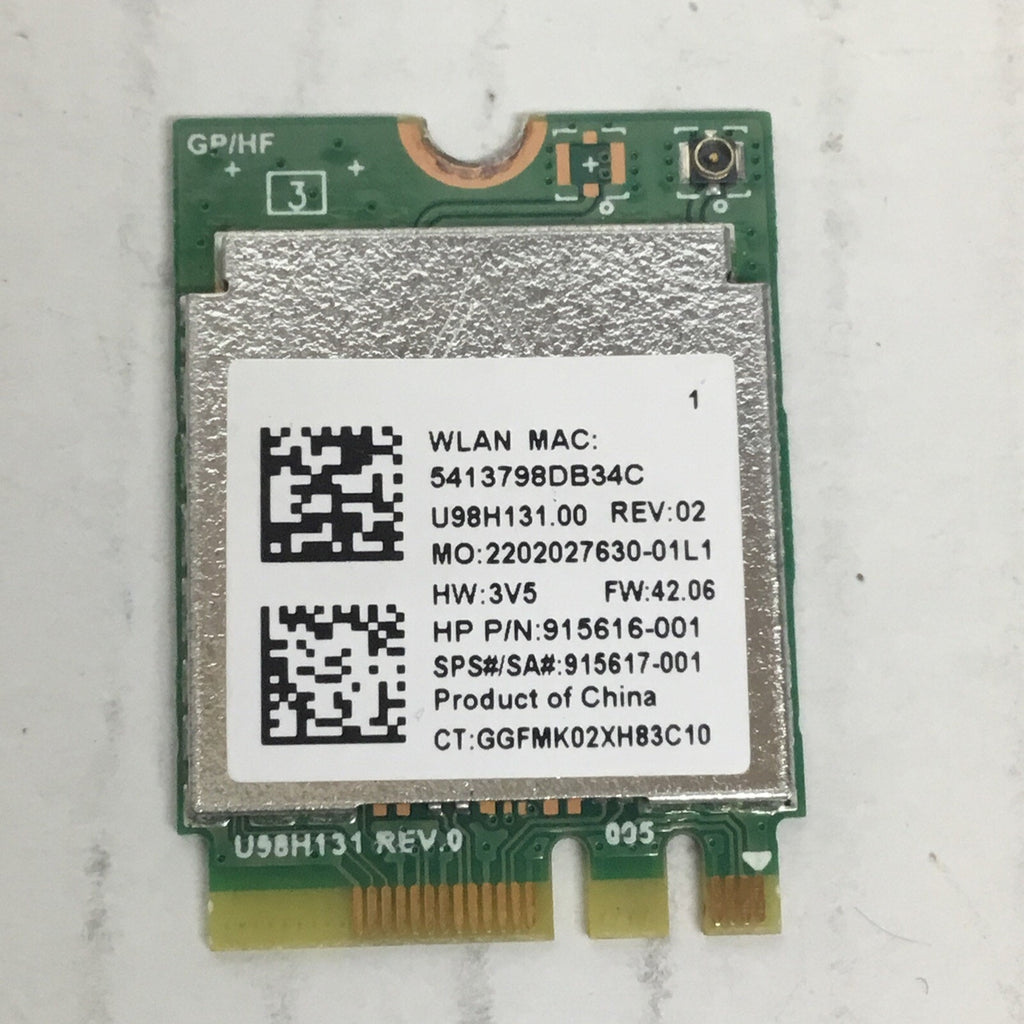 GP/HF
3
1
WLAN MAC:
5413798DB34C
U98H131.00 REV:02
MO:2202027630-01L1
HW:3V5 FW:42.06
HP P/N:915616-001
SPS#/SA#:915617-001
Product of China
CT:GGFMK02XH83C10
U98H131 REV.0 005